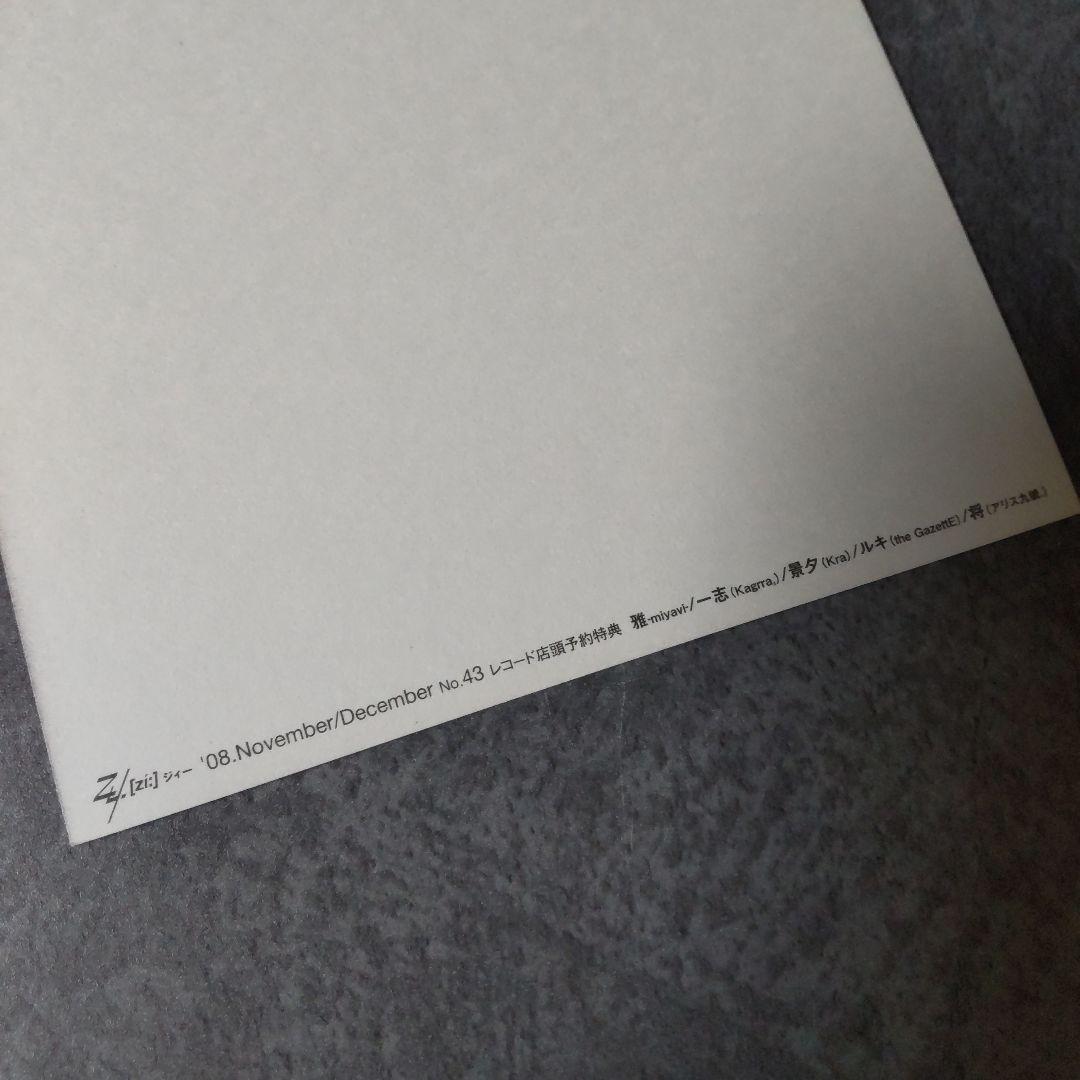 Zy. [zi:] ジィー '08.November/December No.43 レコード店頭予約特典 雅-miyavi-/一志(Kagrra,)/景夕(Kra)/ルキ(the GazettE)/将(アリス九號.)